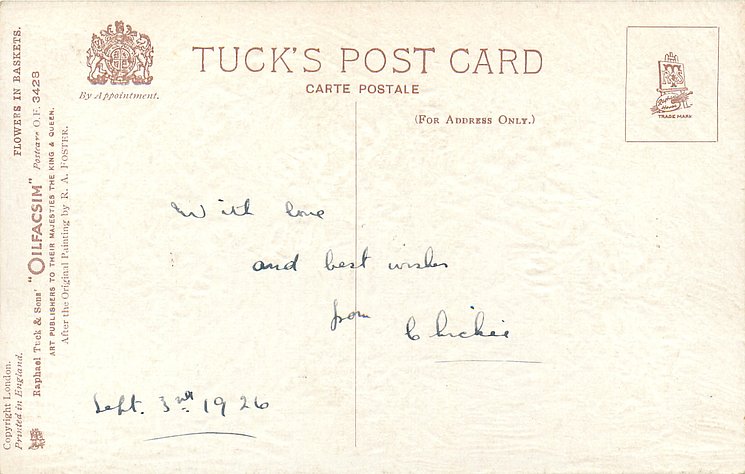 TUCK'S POST CARD
CARTE POSTALE
By Appointment.
(For Address Only.)
TRADE MARK
FLOWERS IN BASKETS.
Raphael Tuck & Sons' "OILFACSIM" Postcard O.F. 3428
ART PUBLISHERS TO THEIR MAJESTIES THE KING & QUEEN.
After the Original Painting by R. A. FOSTER.
Copyright London.
Printed in England.
With love
and best wishes
from Chickie
Sept. 3rd 1926